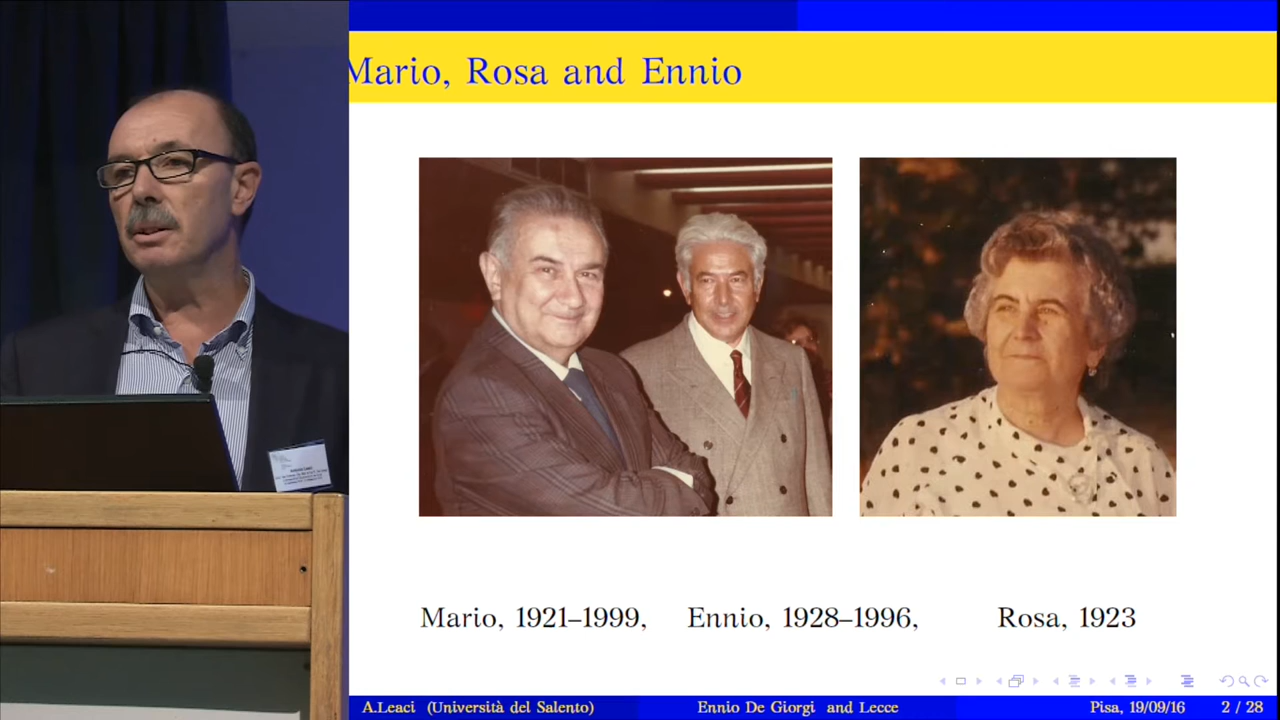 Mario, Rosa and Ennio
Mario, 1921–1999, Ennio, 1928–1996, Rosa, 1923
A.Leaci (Università del Salento) Ennio De Giorgi and Lecce Pisa, 19/09/16 2 / 28